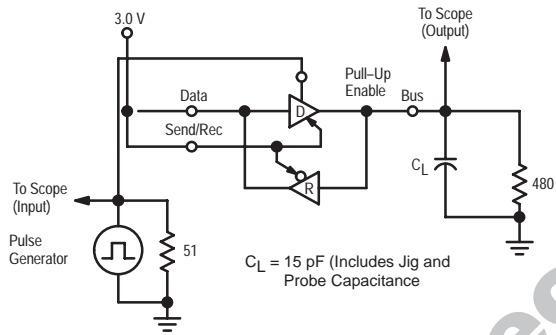 3.0 V
To Scope
(Output)
Pull–Up
Enable
Data
D
Bus
Send/Rec
R
CL
480
To Scope
(Input)
Pulse
Generator
51
CL = 15 pF (Includes Jig and
Probe Capacitance